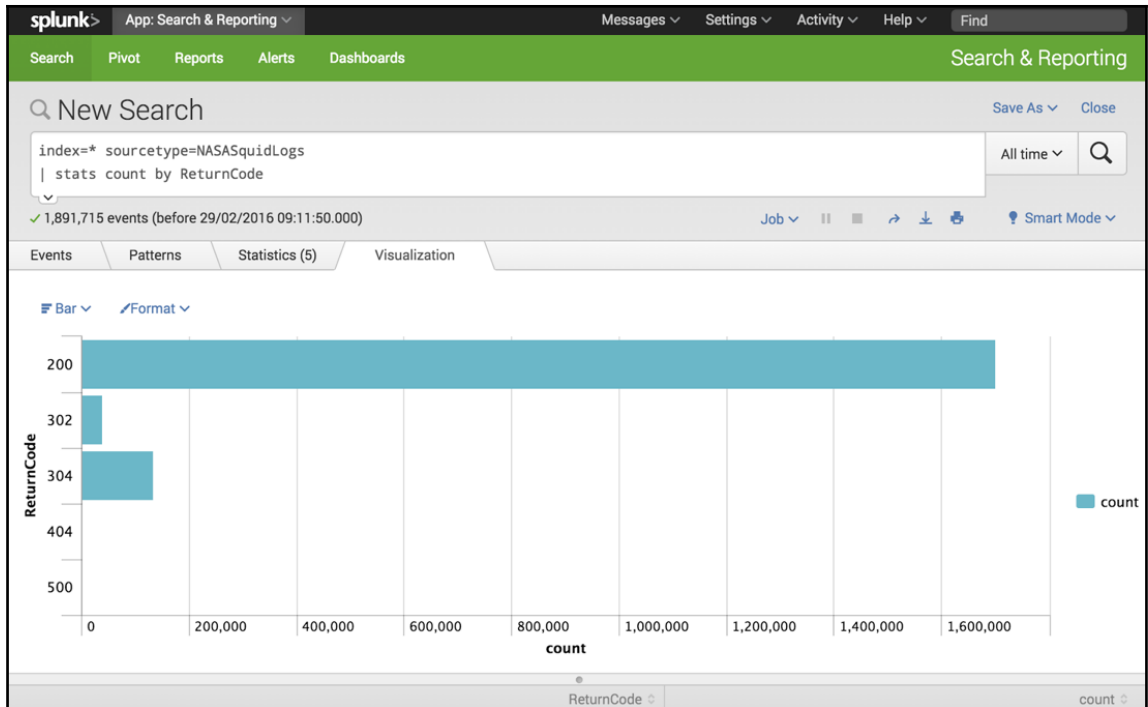 splunk> App: Search & Reporting Messages Settings Activity Help Find
Search Pivot Reports Alerts Dashboards Search & Reporting
New Search Save As Close
index=* sourcetype=NASASquidLogs All time
| stats count by ReturnCode
1,891,715 events (before 29/02/2016 09:11:50.000) Job Smart Mode
Events Patterns Statistics (5) Visualization
Bar Format
200
302
304
404
500
ReturnCode
count
0 200,000 400,000 600,000 800,000 1,000,000 1,200,000 1,400,000 1,600,000
count
ReturnCode count